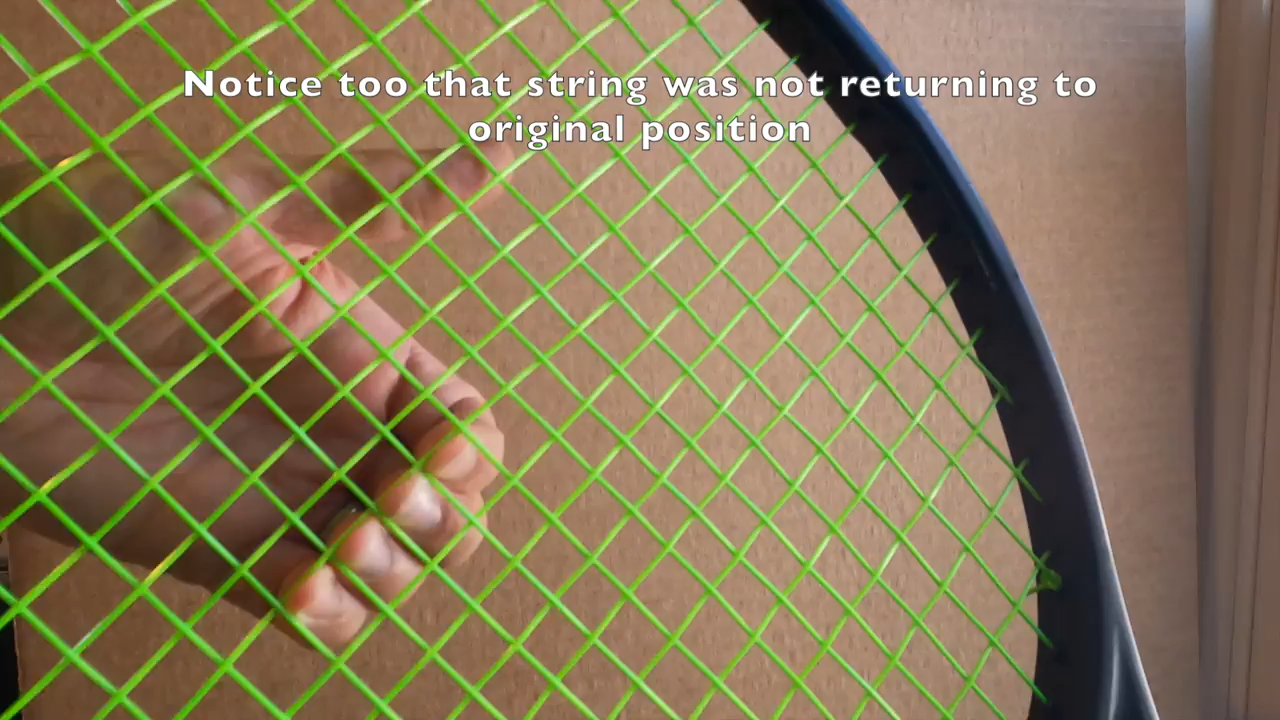 Notice too that string was not returning to
original position